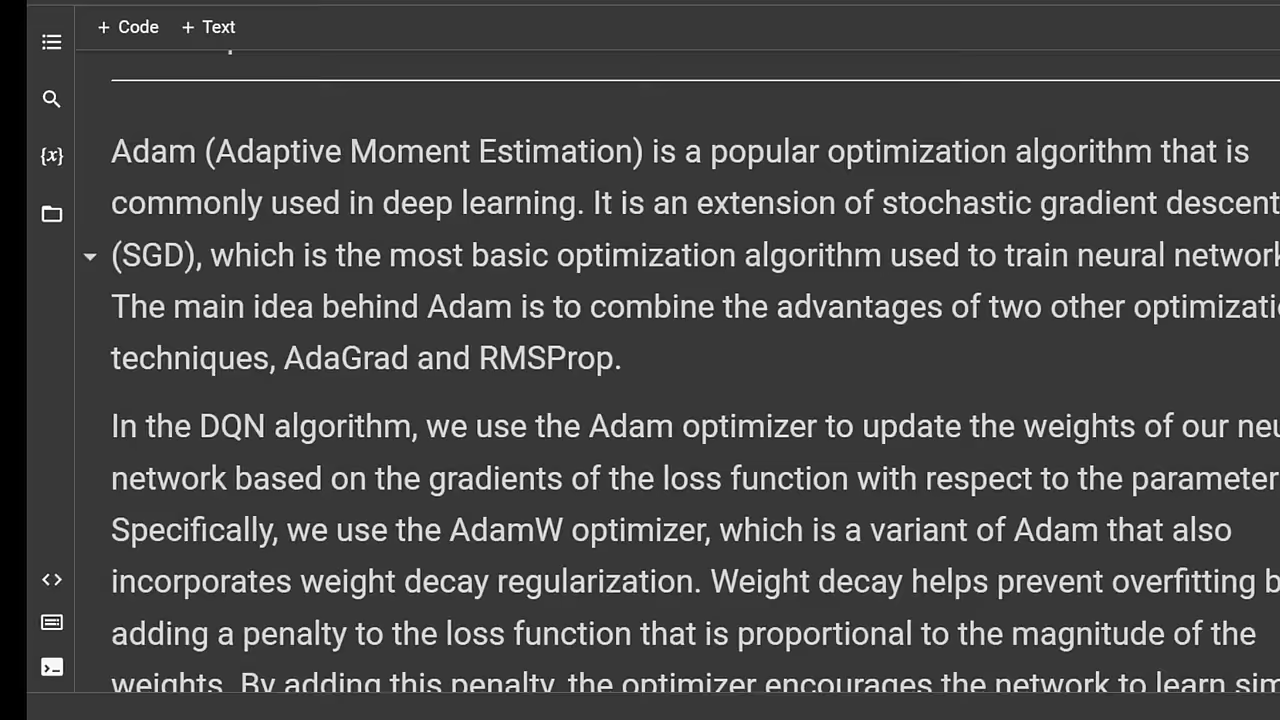 + Code + Text
Adam (Adaptive Moment Estimation) is a popular optimization algorithm that is
commonly used in deep learning. It is an extension of stochastic gradient descent
(SGD), which is the most basic optimization algorithm used to train neural network
The main idea behind Adam is to combine the advantages of two other optimizati
techniques, AdaGrad and RMSProp.
In the DQN algorithm, we use the Adam optimizer to update the weights of our neu
network based on the gradients of the loss function with respect to the parameter
Specifically, we use the AdamW optimizer, which is a variant of Adam that also
incorporates weight decay regularization. Weight decay helps prevent overfitting b
adding a penalty to the loss function that is proportional to the magnitude of the
weights. By adding this penalty, the optimizer encourages the network to learn sim
{x}